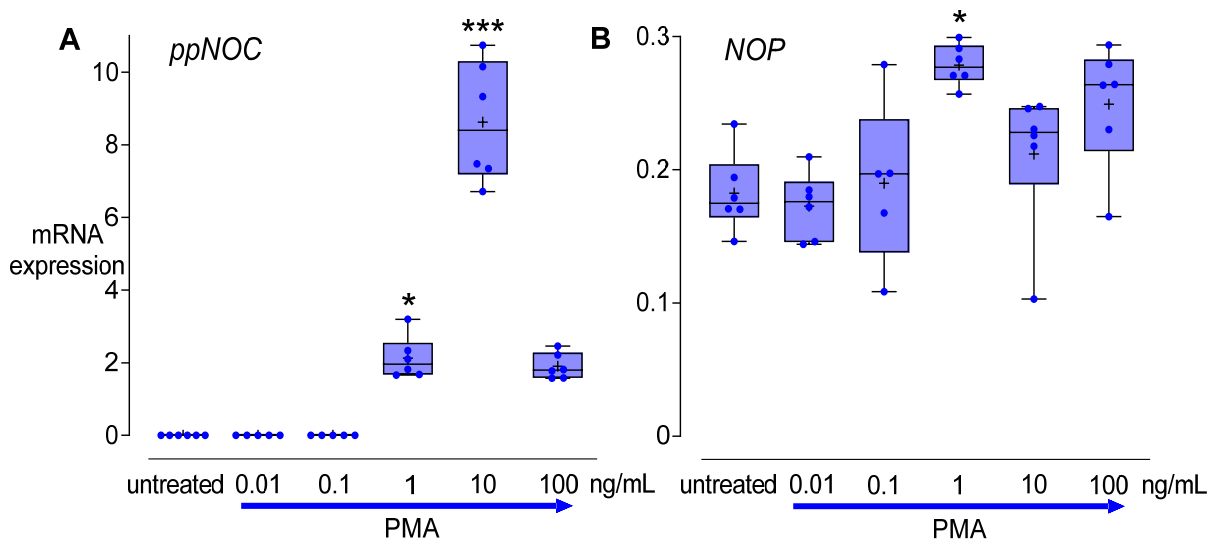 A
ppNOC
***
*
10
8
6
4
2
0
mRNA
expression
untreated 0.01 0.1 1 10 100 ng/mL
PMA
B
NOP
*
0.3
0.2
0.1
0
untreated 0.01 0.1 1 10 100 ng/mL
PMA